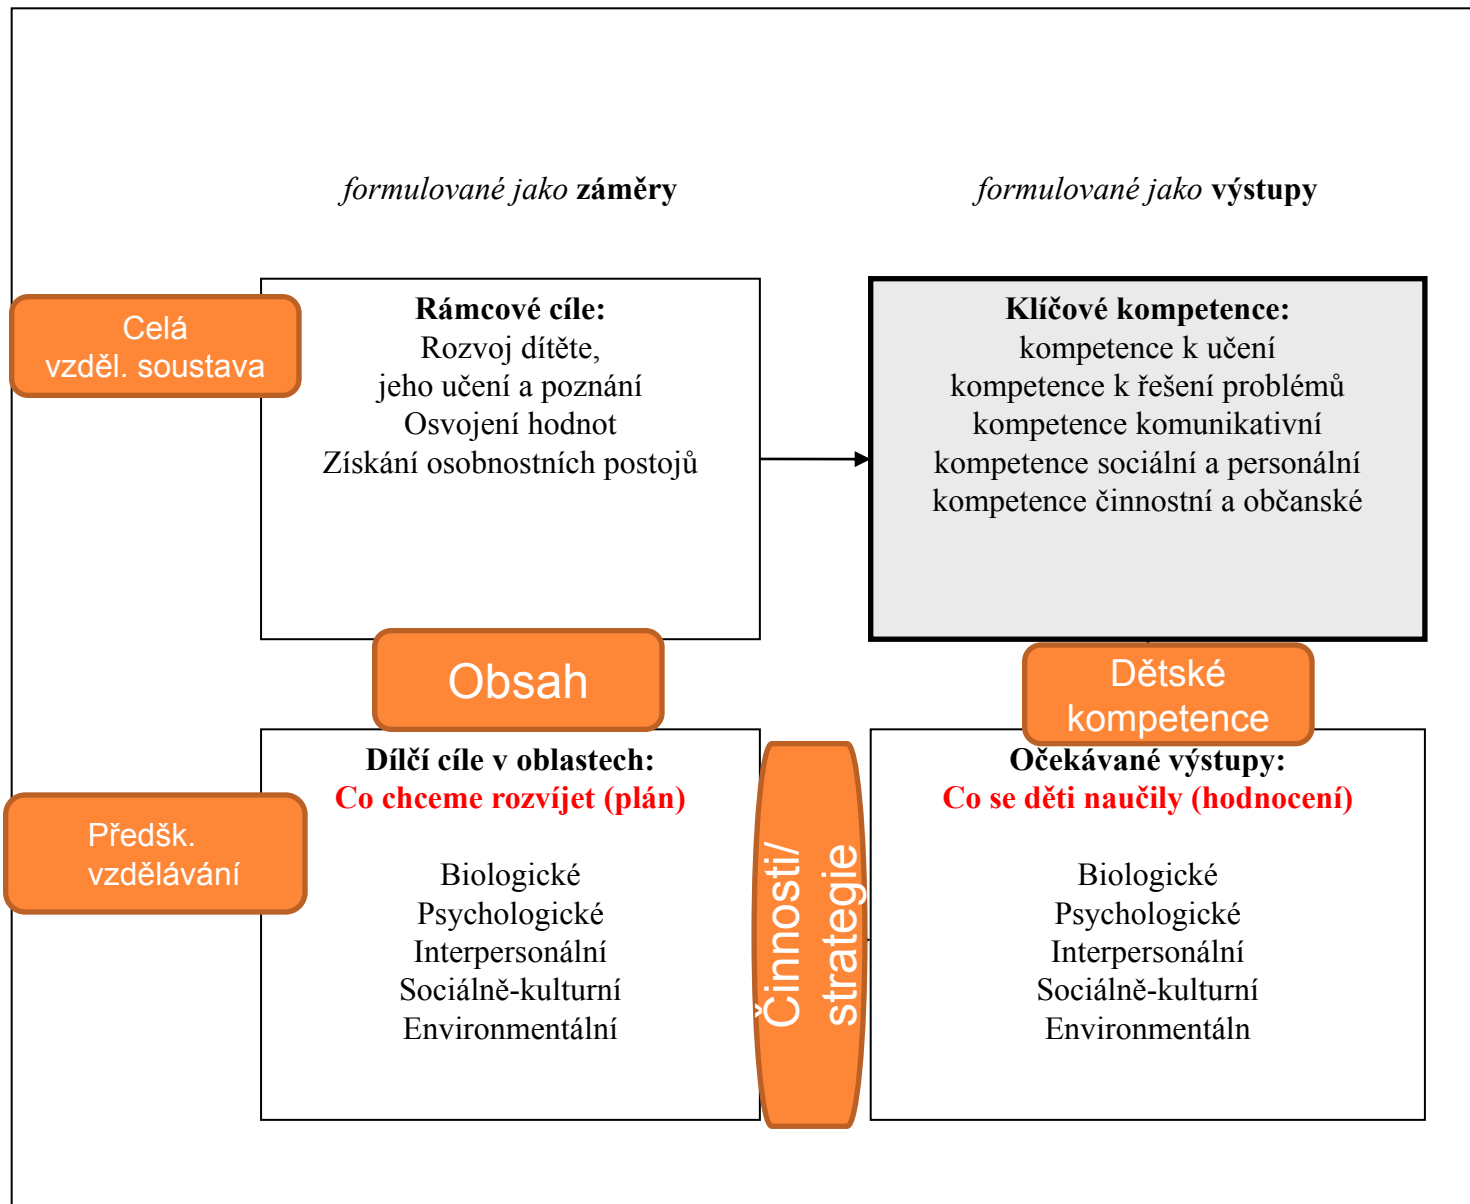 formulované jako záměry
formulované jako výstupy
Celá
vzděl. soustava
Rámcové cíle:
Rozvoj dítěte,
jeho učení a poznání
Osvojení hodnot
Získání osobnostních postojů
Klíčové kompetence:
kompetence k učení
kompetence k řešení problémů
kompetence komunikativní
kompetence sociální a personální
kompetence činnostní a občanské
Obsah
Dětské
kompetence
Předšk.
vzdělávání
Dílčí cíle v oblastech:
Co chceme rozvíjet (plán)
Biologické
Psychologické
Interpersonální
Sociálně-kulturní
Environmentální
Činnosti/
strategie
Očekávané výstupy:
Co se děti naučily (hodnocení)
Biologické
Psychologické
Interpersonální
Sociálně-kulturní
Environmentáln